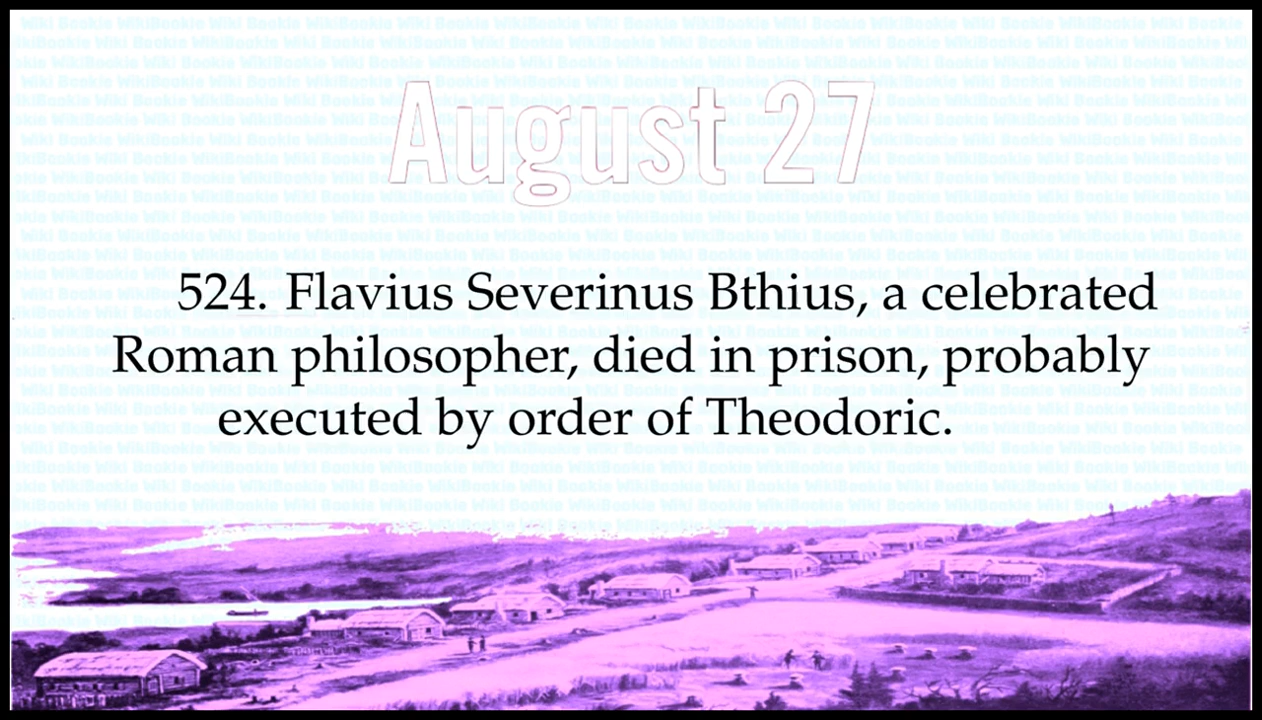 August 27
524. Flavius Severinus Bthius, a celebrated
Roman philosopher, died in prison, probably
executed by order of Theodoric.